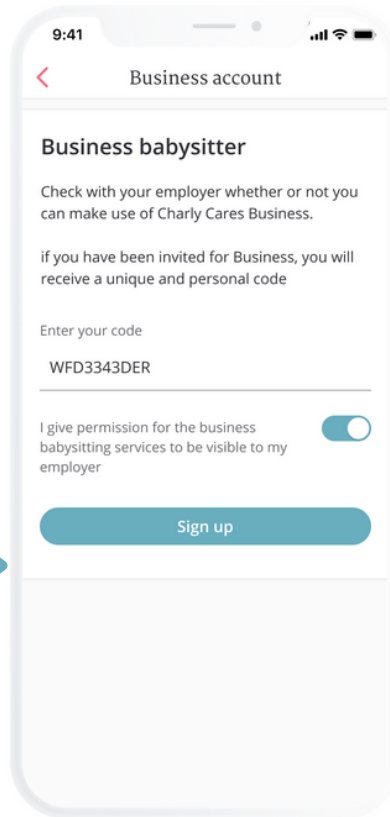 9:41
Business account
Business babysitter
Check with your employer whether or not you
can make use of Charly Cares Business.
if you have been invited for Business, you will
receive a unique and personal code
Enter your code
WFD3343DER
I give permission for the business
babysitting services to be visible to my
employer
Sign up